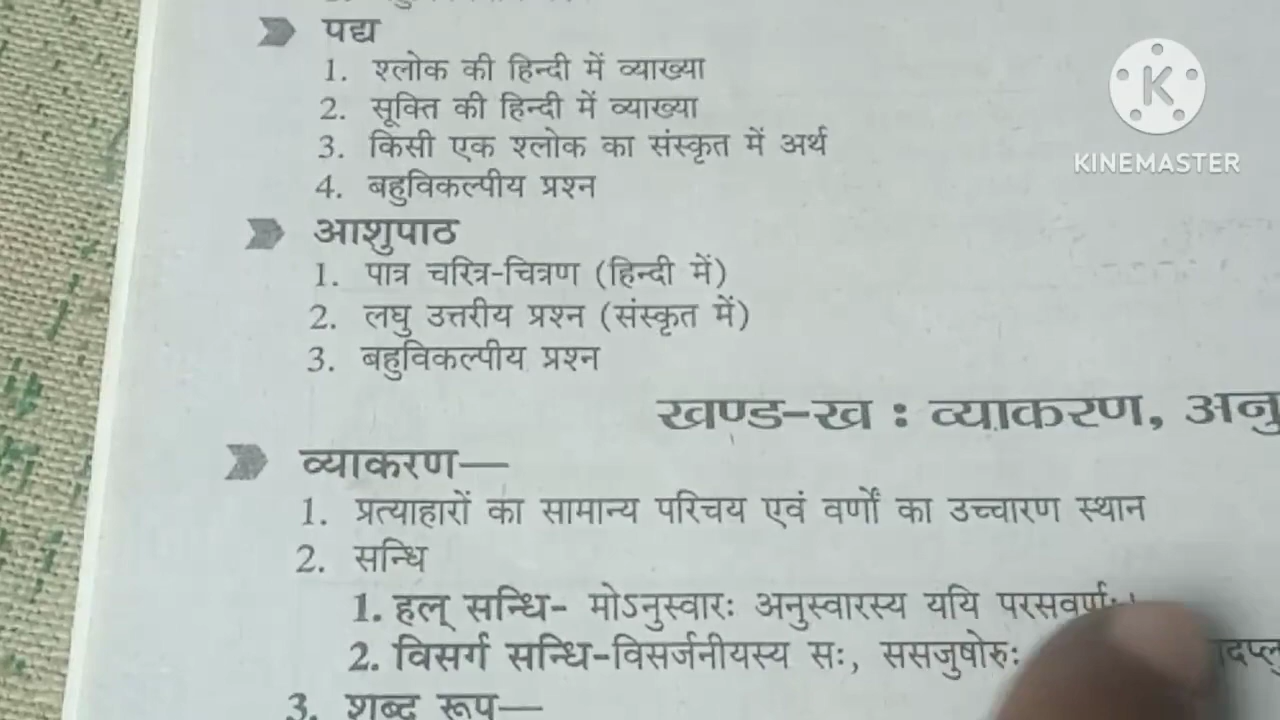 पद्य
1. श्लोक की हिन्दी में व्याख्या
2. सूक्ति की हिन्दी में व्याख्या
3. किसी एक श्लोक का संस्कृत में अर्थ
4. बहुविकल्पीय प्रश्न
K
KINEMASTER
आशुपाठ
1. पात्र चरित्र-चित्रण (हिन्दी में)
2. लघु उत्तरीय प्रश्न (संस्कृत में)
3. बहुविकल्पीय प्रश्न
खण्ड-ख : व्याकरण, अनु
व्याकरण—
1. प्रत्याहारों का सामान्य परिचय एवं वर्णों का उच्चारण स्थान
2. सन्धि
1. हल् सन्धि- मोऽनुस्वारः अनुस्वारस्य ययि परसवर्णः
2. विसर्ग सन्धि-विसर्जनीयस्य सः, ससजुषोरुः
3. शब्द रूप—